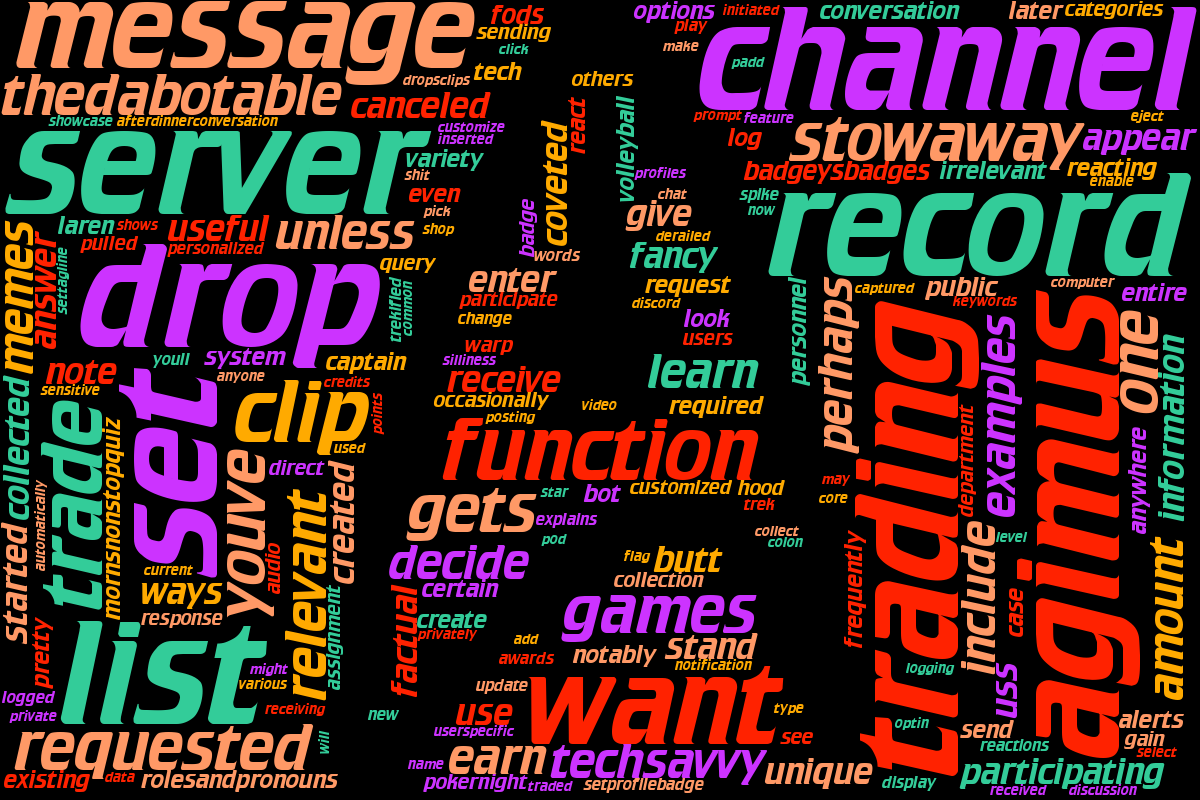 message
fods
sending
click
tech
dropsclips
others
options
initiated
play
make
padd
conversation
later
categories
channel
thedabotable
canceled
showcase
afterdinnerconversation
customize
inserted
server
variety
shit
even
pick
shop
coveted
react
volleyball
badge
words
profiles
chat
give
derailed
prompt
feature
log
stowaway
eject
appear
badgeysbadges
irrelevant
reacting
enable
spike
now
record
laren
shows
useful
pulled
personalized
unless
memes
answer
settagline
drop
query
trekified
common
enter
participate
change
warp
silliness
fancy
request
discord
look
users
personnel
perhaps
captured
public
keywords
computer
entire
youll
system
captain
note
sensitive
anyone
credits
points
clip
used
receive
occasionally
posting
video
learn
required
trading
examples
agimus
one
information
anywhere
collected
trade
mornsnonstopquiz
set
youve
direct
audio
relevant
created
function
gets
star
bot
customized
hood
trek
explains
pod
collect
colon
may
core
department
level
started
automatically
current
ways
response
assignment
decide
certain
flag
butt
collection
frequently
include
case
amount
pretty
list
might
various
receiving
factual
create
privately
games
add
awards
notably
stand
notification
logging
uss
logged
private
will
new
update
use
userspecific
want
type
see
optin
send
reactions
alerts
gain
select
requested
existing
data
rolesandpronouns
name
earn
pokernight
traded
techsavvy
setprofilebadge
unique
display
participating
received
discussion